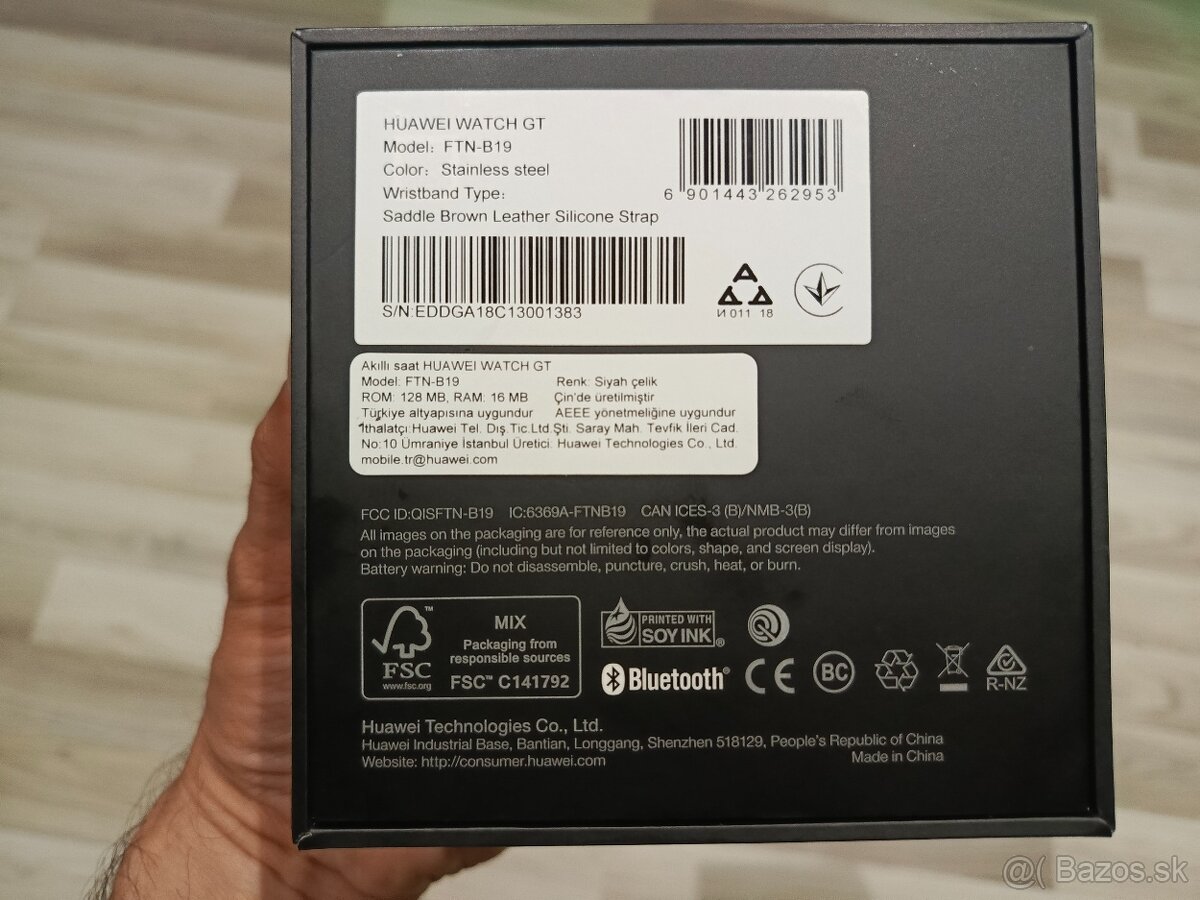 HUAWEI WATCH GT
Model: FTN-B19
Color: Stainless steel
Wristband Type:
Saddle Brown Leather Silicone Strap
6 901443 262953
S/N:EDDGA18C13001383
И 011 18
Akıllı saat HUAWEI WATCH GT
Model: FTN-B19 Renk: Siyah çelik
ROM: 128 MB, RAM: 16 MB Çin'de üretilmiştir
Türkiye altyapısına uygundur AEEE yönetmeliğine uygundur
İthalatçı:Huawei Tel. Dış.Tic.Ltd.Şti. Saray Mah. Tevfik İleri Cad.
No:10 Ümraniye İstanbul Üretici: Huawei Technologies Co., Ltd.
mobile.tr@huawei.com
FCC ID:QISFTN-B19 IC:6369A-FTNB19 CAN ICES-3 (B)/NMB-3(B)
All images on the packaging are for reference only, the actual product may differ from images
on the packaging (including but not limited to colors, shape, and screen display).
Battery warning: Do not disassemble, puncture, crush, heat, or burn.
FSC
www.fsc.org
MIX
Packaging from
responsible sources
FSC™ C141792
PRINTED WITH
SOY INK®
Bluetooth®
CE
BC
R-NZ
Huawei Technologies Co., Ltd.
Huawei Industrial Base, Bantian, Longgang, Shenzhen 518129, People's Republic of China
Website: http://consumer.huawei.com Made in China
@( Bazos.sk